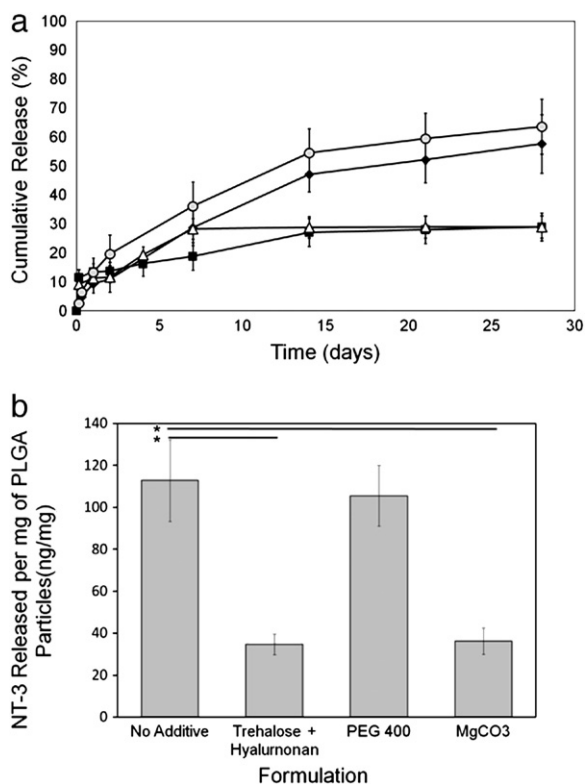 a
Cumulative Release (%)
100
90
80
70
60
50
40
30
20
10
0
0 5 10 15 20 25 30
Time (days)
b
NT-3 Released per mg of PLGA
Particles(ng/mg)
140
120
100
80
60
40
20
0
*
*
No Additive Trehalose + PEG 400 MgCO3
Hyalurnonan
Formulation